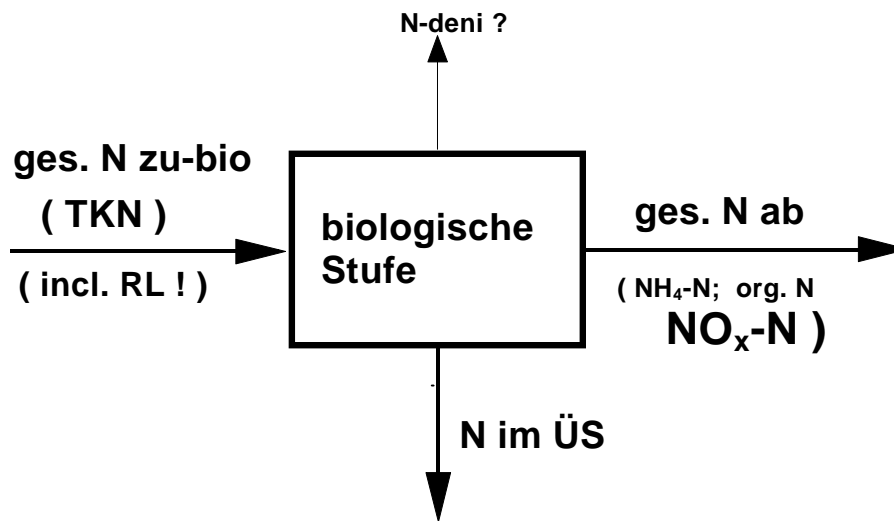 N-deni ?
ges. N zu-bio
( TKN )
( incl. RL ! )
biologische
Stufe
ges. N ab
( NH₄-N; org. N
NOₓ-N )
N im ÜS